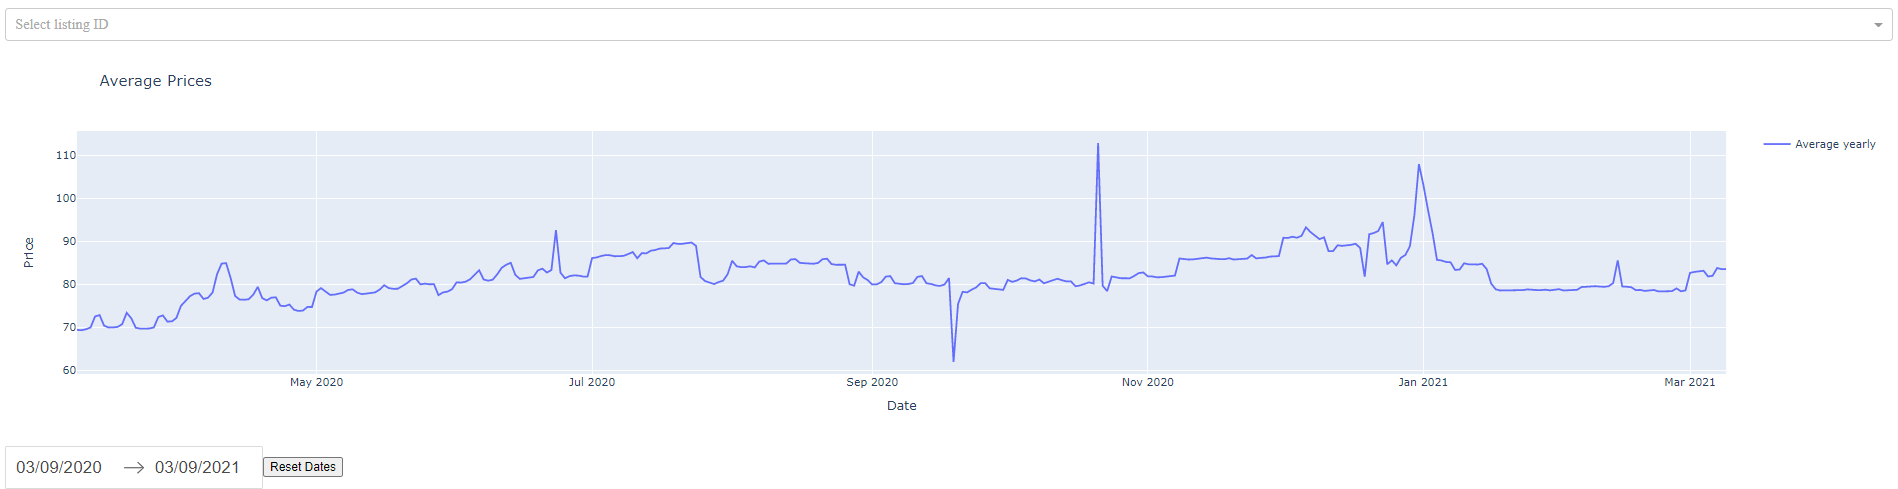 Select listing ID
Average Prices
110
100
90
80
70
60
Price
Average yearly
May 2020
Jul 2020
Sep 2020
Nov 2020
Jan 2021
Mar 2021
Date
03/09/2020 → 03/09/2021
Reset Dates